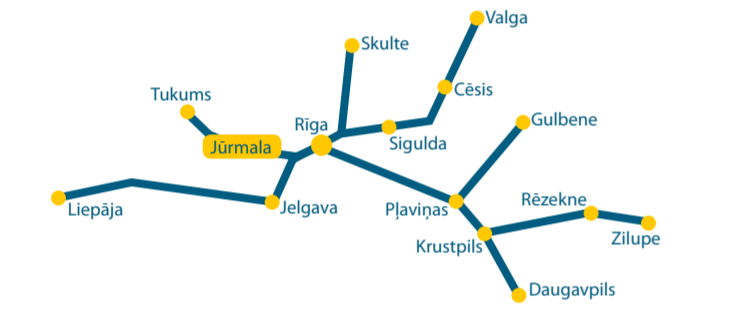 Valga
Skulte
Cēsis
Tukums
Gulbene
Rīga
Sigulda
Jūrmala
Rēzekne
Liepāja
Jelgava
Pļaviņas
Zilupe
Krustpils
Daugavpils